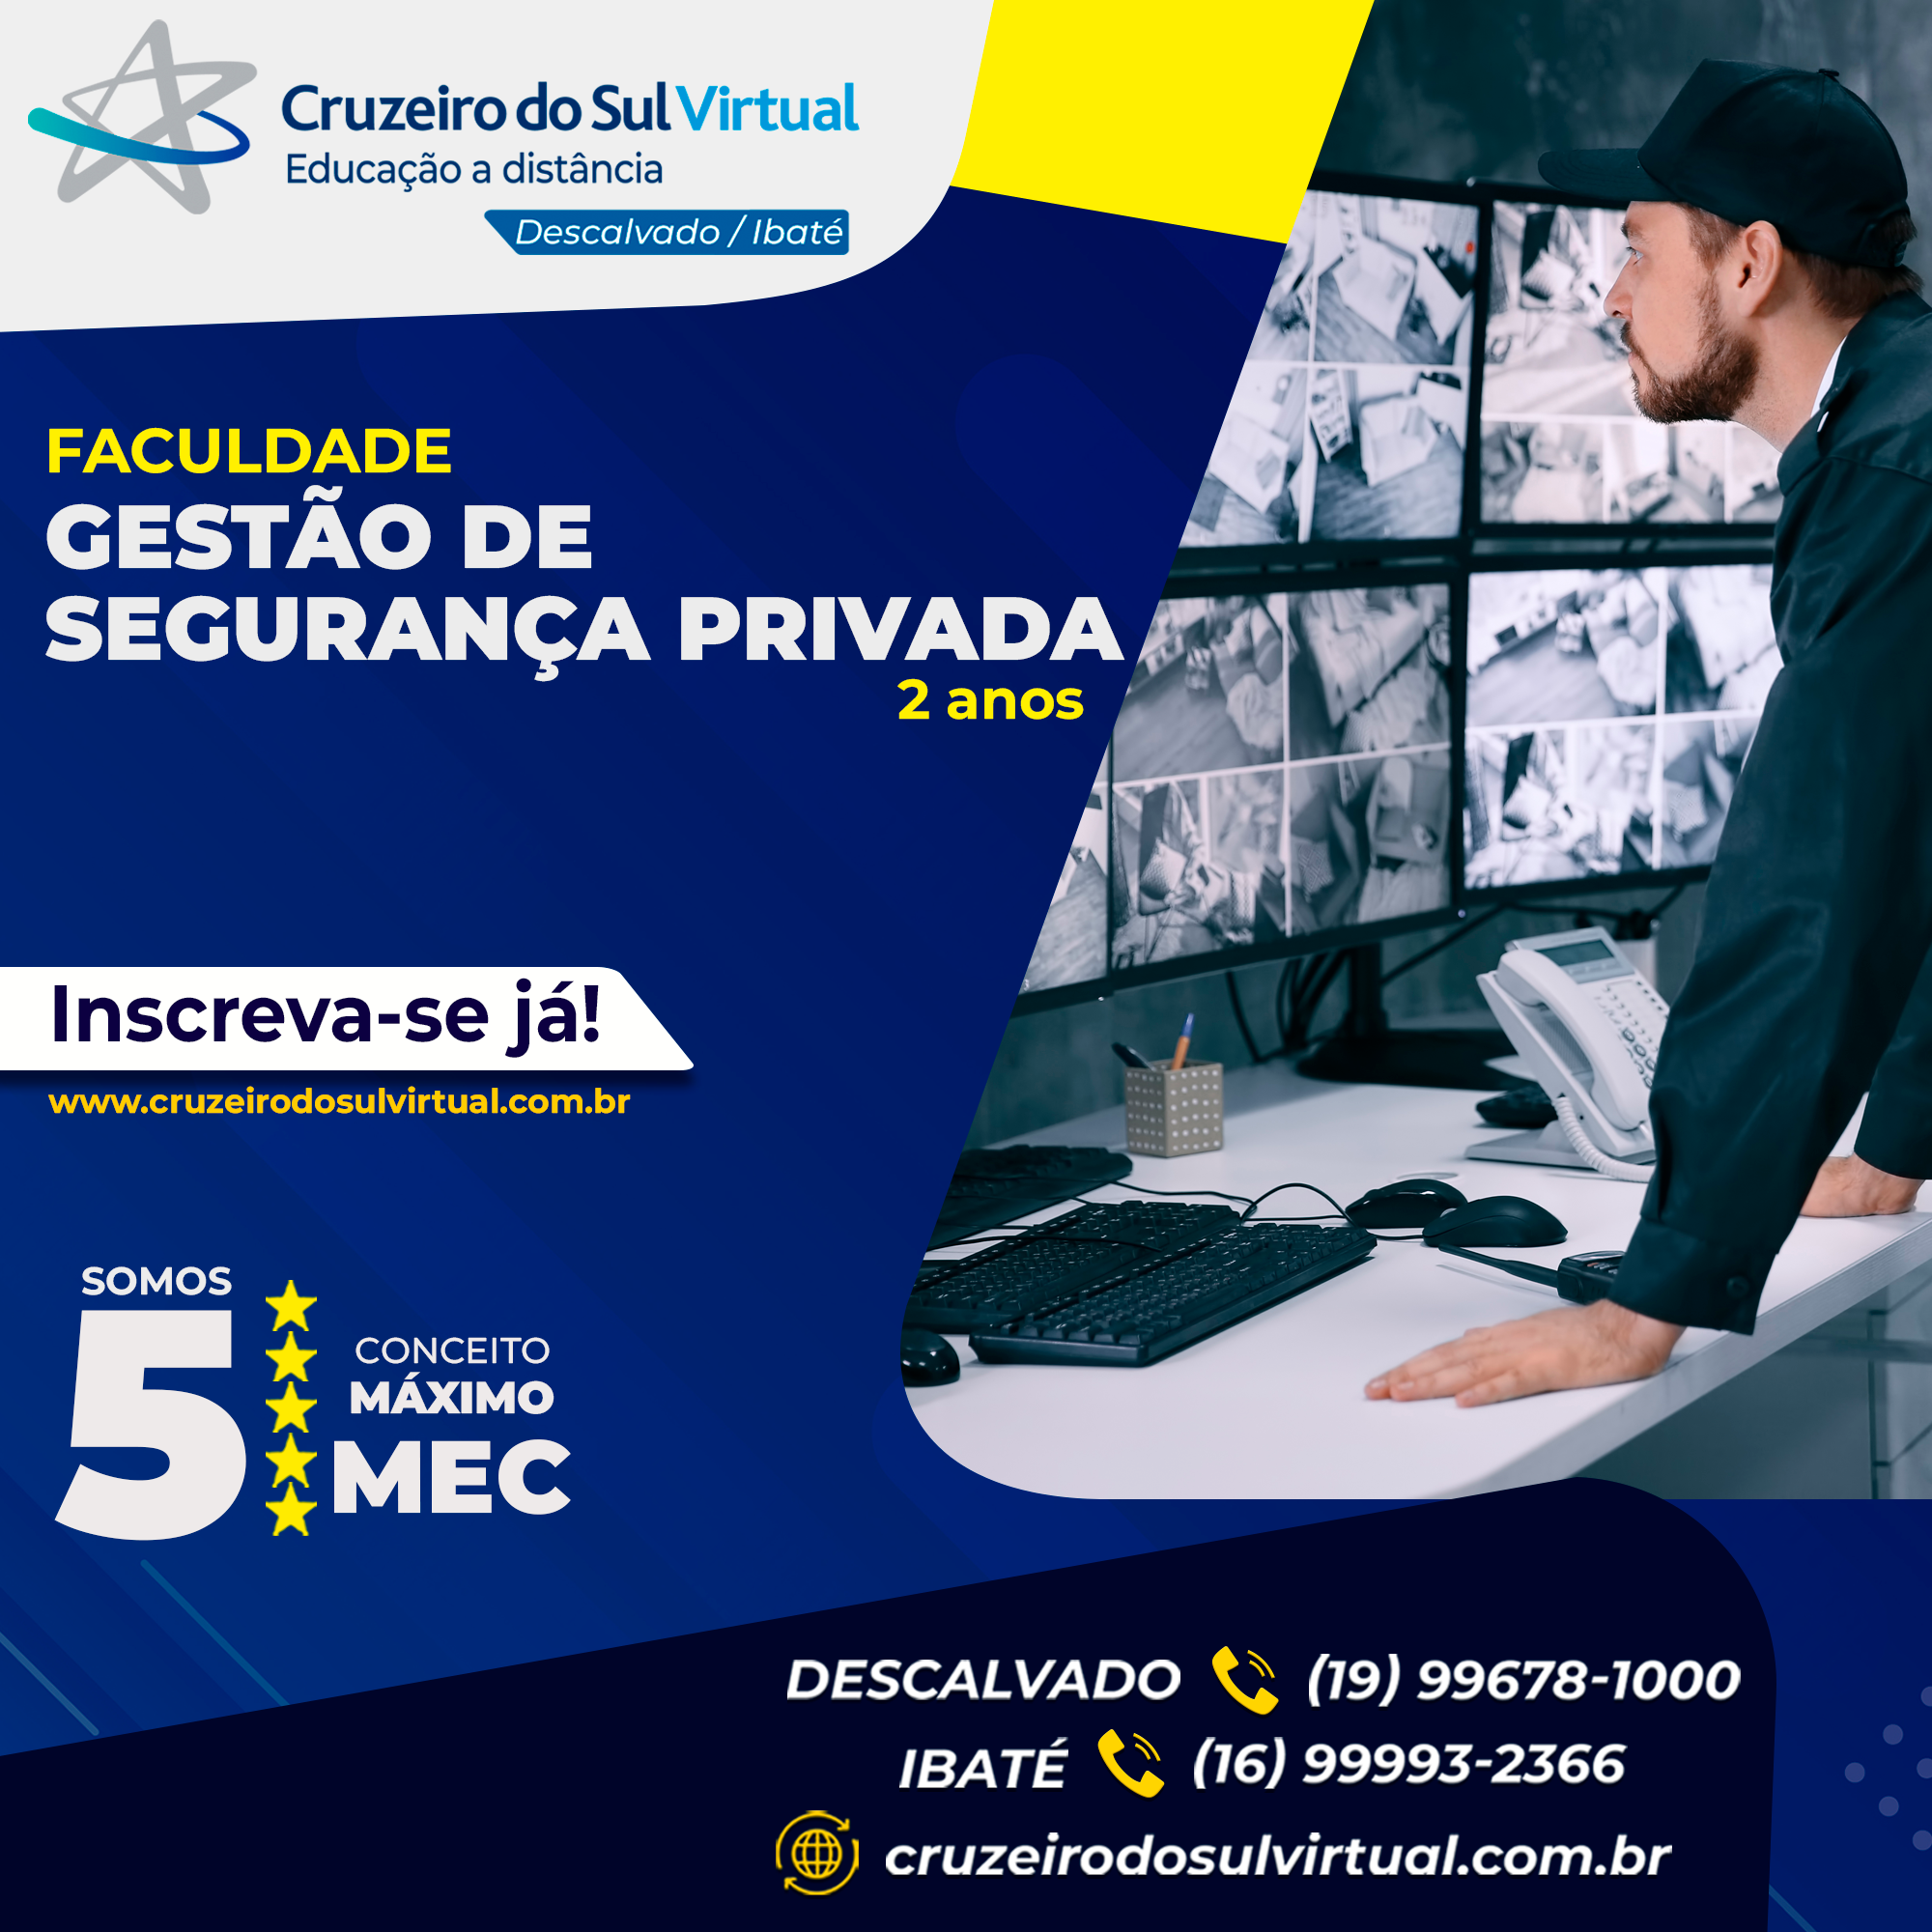 Cruzeiro do Sul Virtual
Educação a distância
Descalvado / Ibaté
FACULDADE
GESTÃO DE
SEGURANÇA PRIVADA
2 anos
Inscreva-se já!
www.cruzeirodosulvirtual.com.br
SOMOS
5
CONCEITO
MÁXIMO
MEC
DESCALVADO (19) 99678-1000
IBATÉ (16) 99993-2366
cruzeirodosulvirtual.com.br